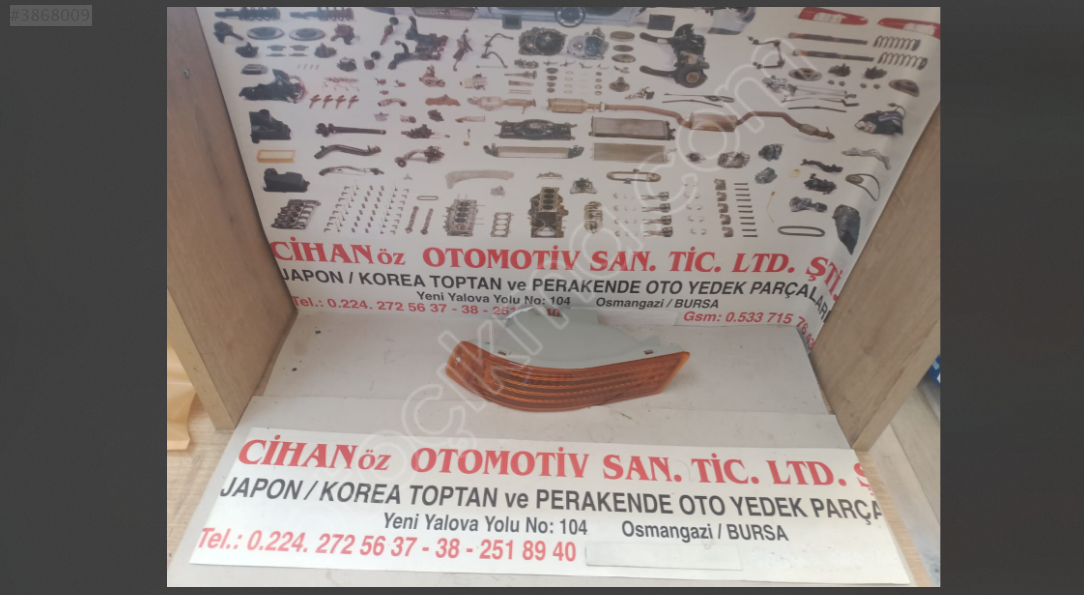 #3868009
CİHANöz OTOMOTİV SAN. TİC. LTD. ŞTİ.
JAPON / KOREA TOPTAN ve PERAKENDE OTO YEDEK PARÇALARI
Yeni Yalova Yolu No: 104 Osmangazi / BURSA
Tel.: 0.224. 272 56 37 - 38 - 251
Gsm: 0.533 715
CİHANöz OTOMOTİV SAN. TİC. LTD. Ş
JAPON / KOREA TOPTAN ve PERAKENDE OTO YEDEK PARÇA
Yeni Yalova Yolu No: 104 Osmangazi / BURSA
Tel.: 0.224. 272 56 37 - 38 - 251 89 40